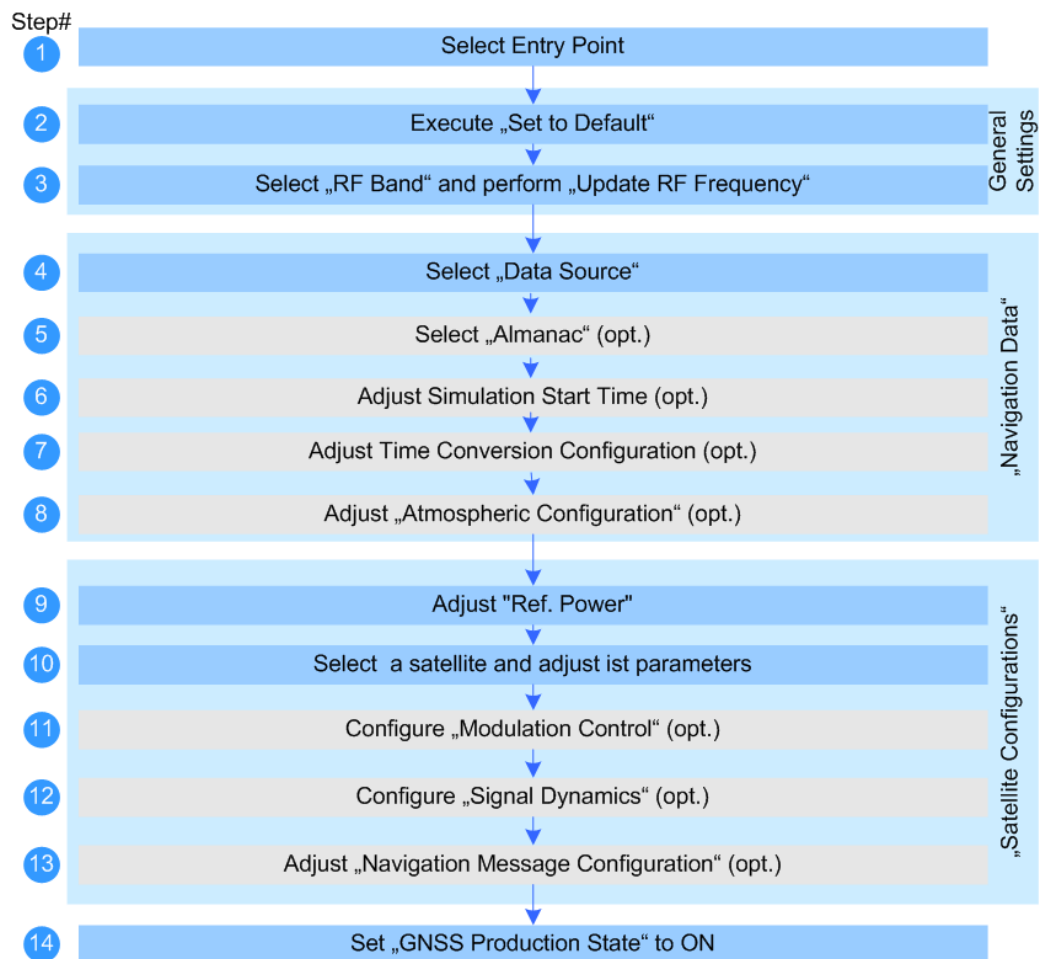 Step#
1
Select Entry Point
2
Execute „Set to Default“
3
Select „RF Band“ and perform „Update RF Frequency“
General
Settings
4
Select „Data Source“
5
Select „Almanac“ (opt.)
6
Adjust Simulation Start Time (opt.)
7
Adjust Time Conversion Configuration (opt.)
8
Adjust „Atmospheric Configuration“ (opt.)
„Navigation Data“
9
Adjust "Ref. Power"
10
Select a satellite and adjust ist parameters
11
Configure „Modulation Control“ (opt.)
12
Configure „Signal Dynamics“ (opt.)
13
Adjust „Navigation Message Configuration“ (opt.)
„Satellite Configurations“
14
Set „GNSS Production State“ to ON